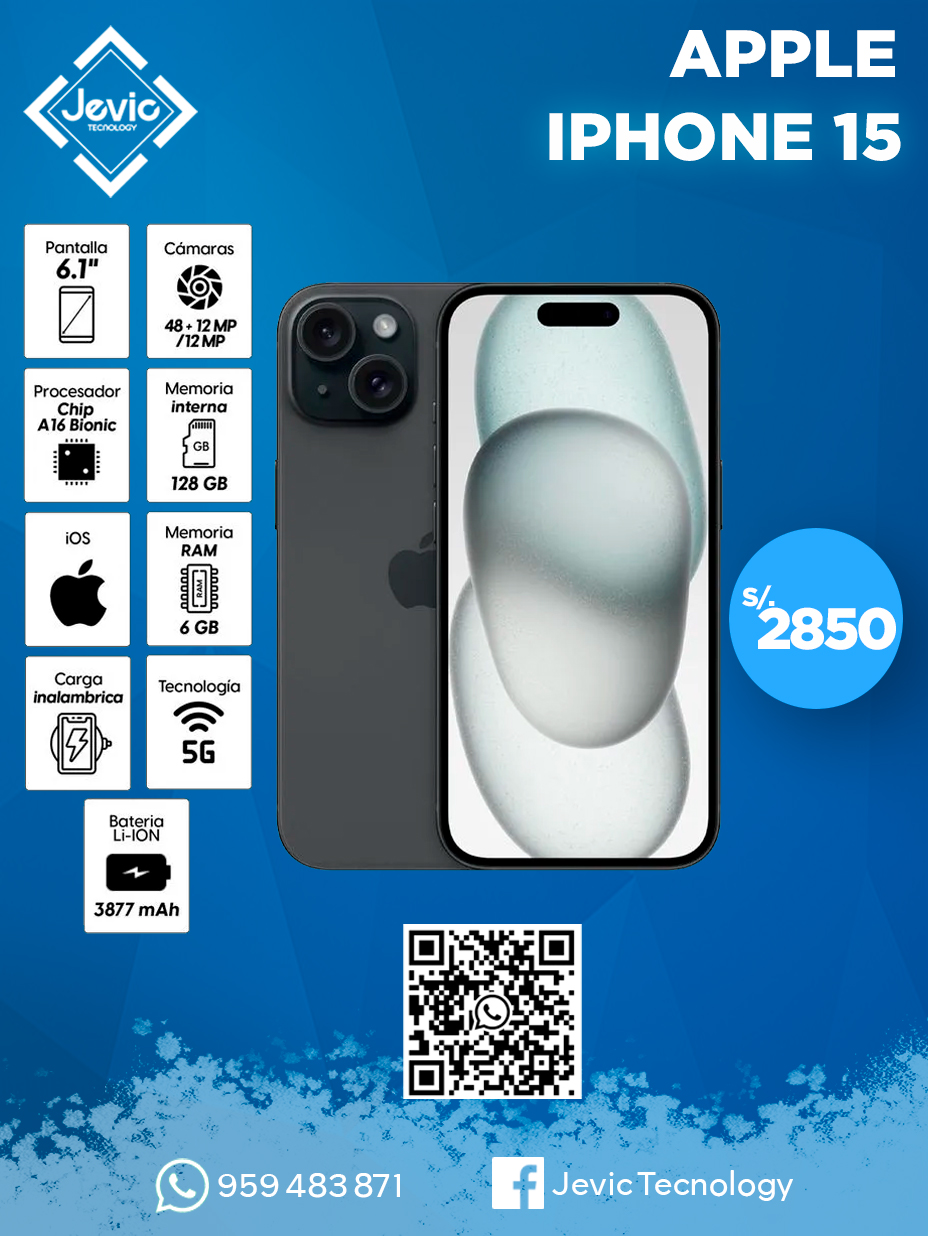 Jevic
TECNOLOGY
APPLE
IPHONE 15
Pantalla
6.1"
Cámaras
48 + 12 MP
/12 MP
Procesador
Chip
A16 Bionic
Memoria
interna
GB
128 GB
iOS
Memoria
RAM
RAM
6 GB
Carga
inalambrica
Tecnología
5G
Bateria
Li-ION
3877 mAh
S/.
2850
959 483 871
Jevic Tecnology